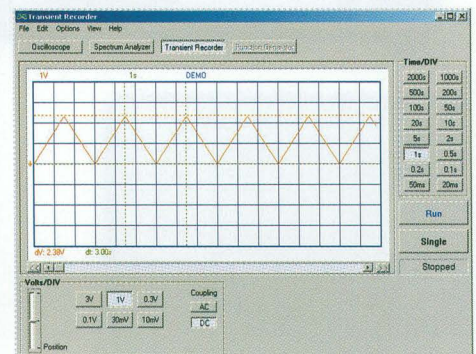 Transient Recorder
File Edit Options View Help
Oscilloscope Spectrum Analyzer Transient Recorder Function Generator
1V 1s DEMO
dV: 2.38V dt: 3.00s
Time/DIV
2000s 1000s
500s 200s
100s 50s
20s 10s
5s 2s
1s 0.5s
0.2s 0.1s
50ms 20ms
Run
Single
Stopped
Volts/DIV
3V 1V 0.3V
0.1V 30mV 10mV
Position
Coupling
AC
DC